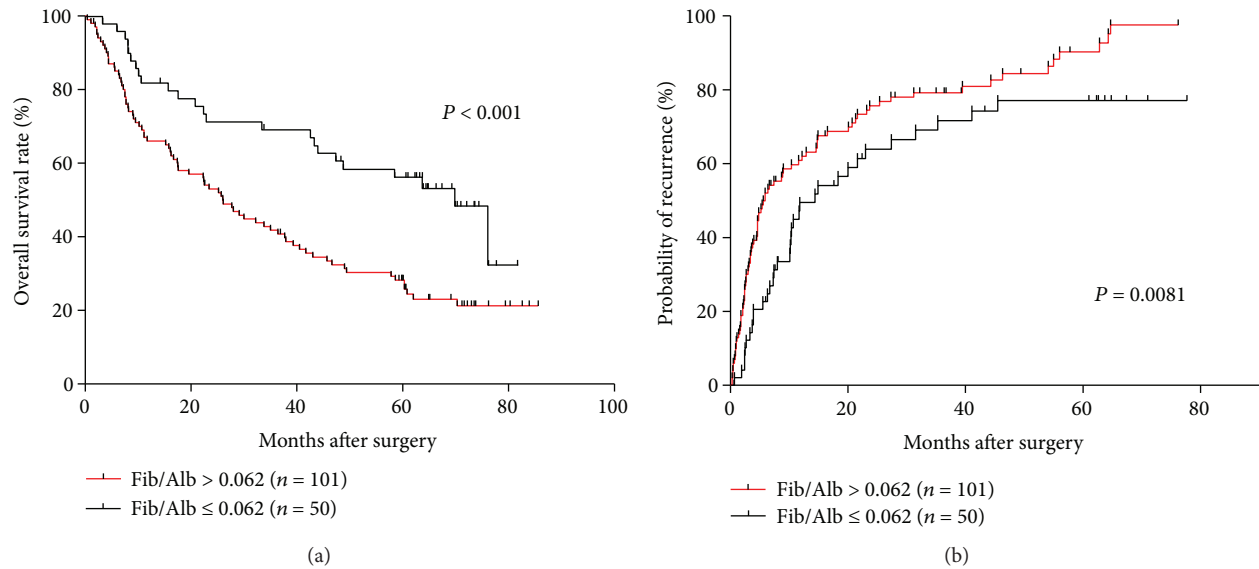 100
80
60
40
20
0
Overall survival rate (%)
P < 0.001
0 20 40 60 80 100
Months after surgery
Fib/Alb > 0.062 (n = 101)
Fib/Alb ≤ 0.062 (n = 50)
(a)
100
80
60
40
20
0
Probability of recurrence (%)
P = 0.0081
0 20 40 60 80
Months after surgery
Fib/Alb > 0.062 (n = 101)
Fib/Alb ≤ 0.062 (n = 50)
(b)